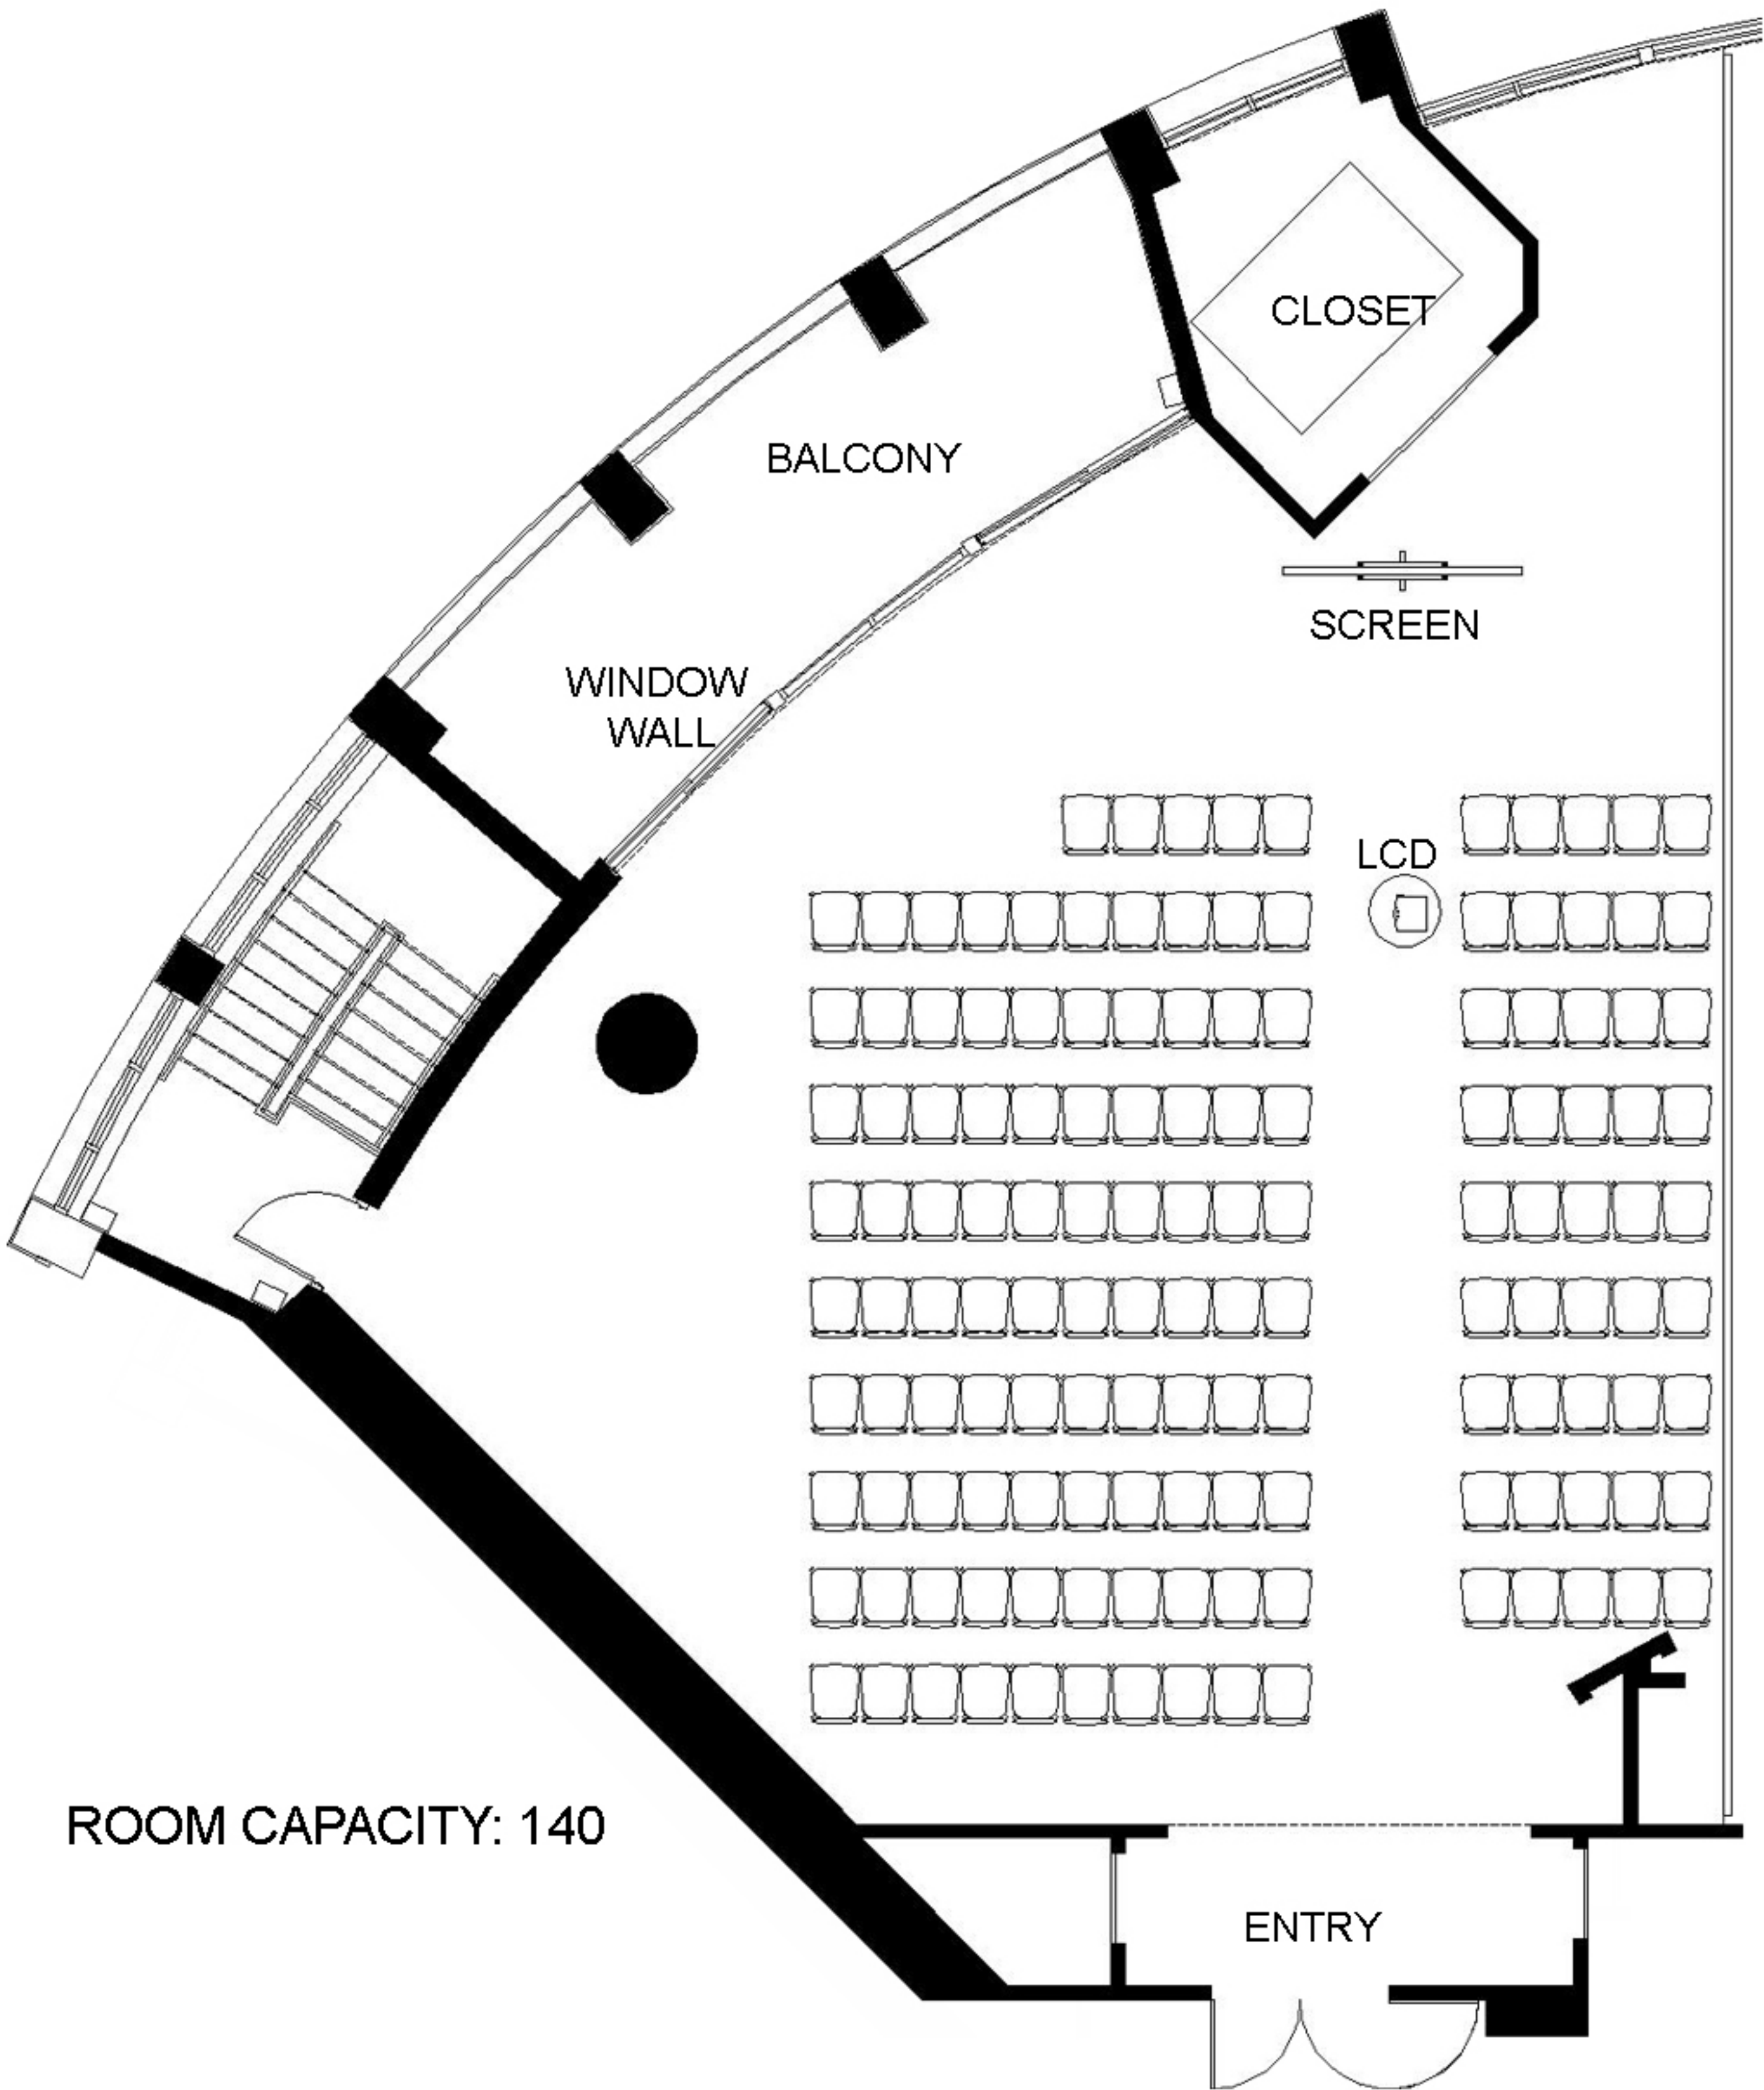 CLOSET
BALCONY
SCREEN
WINDOW
WALL
LCD
ROOM CAPACITY: 140
ENTRY